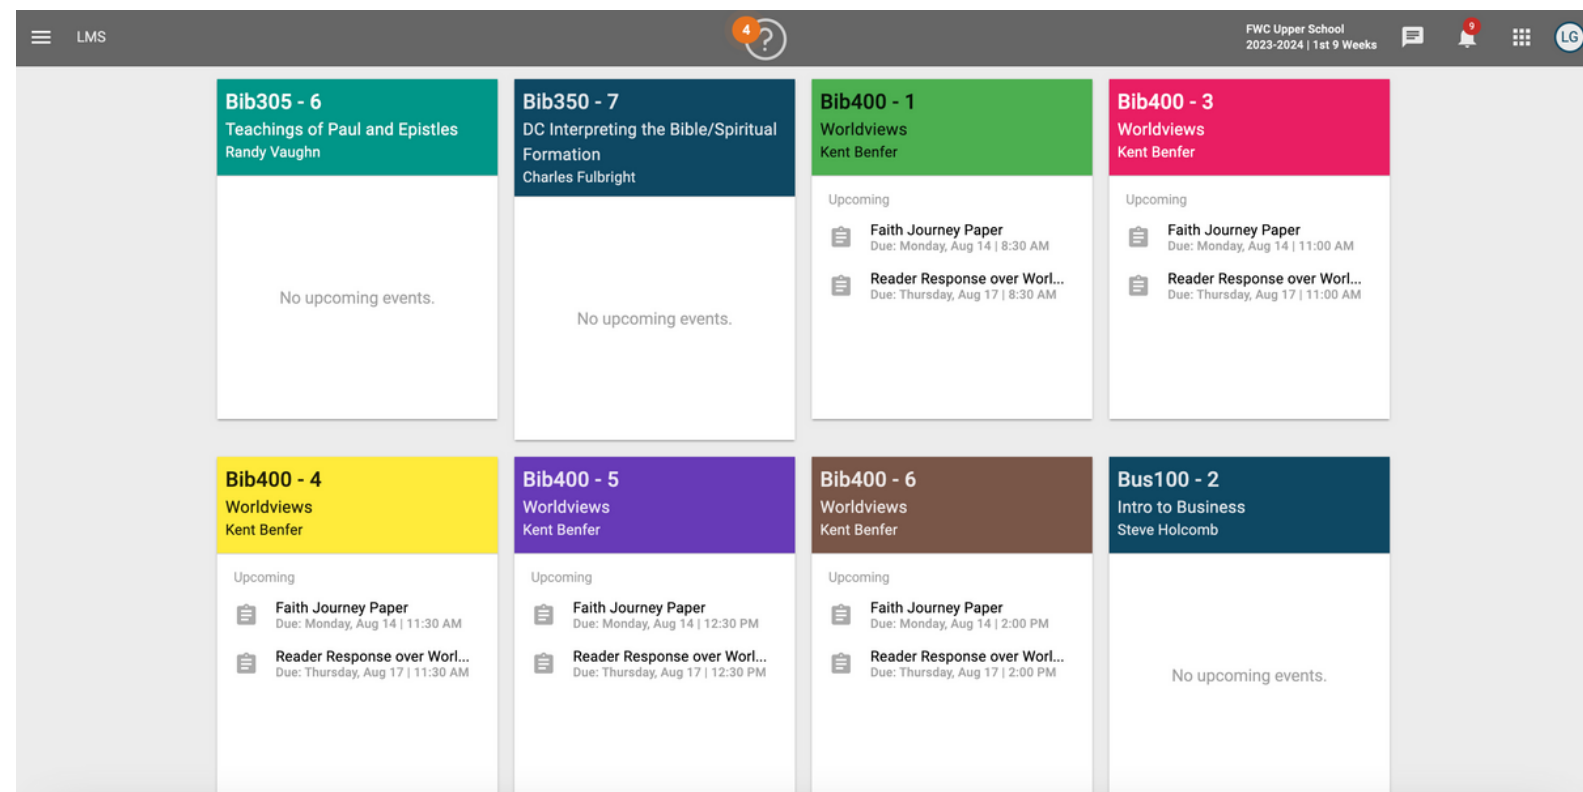 LMS
4
?
FWC Upper School
2023-2024 | 1st 9 Weeks
9
LG
Bib305 - 6
Teachings of Paul and Epistles
Randy Vaughn
No upcoming events.
Bib350 - 7
DC Interpreting the Bible/Spiritual
Formation
Charles Fulbright
No upcoming events.
Bib400 - 1
Worldviews
Kent Benfer
Upcoming
Faith Journey Paper
Due: Monday, Aug 14 | 8:30 AM
Reader Response over Worl...
Due: Thursday, Aug 17 | 8:30 AM
Bib400 - 3
Worldviews
Kent Benfer
Upcoming
Faith Journey Paper
Due: Monday, Aug 14 | 11:00 AM
Reader Response over Worl...
Due: Thursday, Aug 17 | 11:00 AM
Bib400 - 4
Worldviews
Kent Benfer
Upcoming
Faith Journey Paper
Due: Monday, Aug 14 | 11:30 AM
Reader Response over Worl...
Due: Thursday, Aug 17 | 11:30 AM
Bib400 - 5
Worldviews
Kent Benfer
Upcoming
Faith Journey Paper
Due: Monday, Aug 14 | 12:30 PM
Reader Response over Worl...
Due: Thursday, Aug 17 | 12:30 PM
Bib400 - 6
Worldviews
Kent Benfer
Upcoming
Faith Journey Paper
Due: Monday, Aug 14 | 2:00 PM
Reader Response over Worl...
Due: Thursday, Aug 17 | 2:00 PM
Bus100 - 2
Intro to Business
Steve Holcomb
No upcoming events.